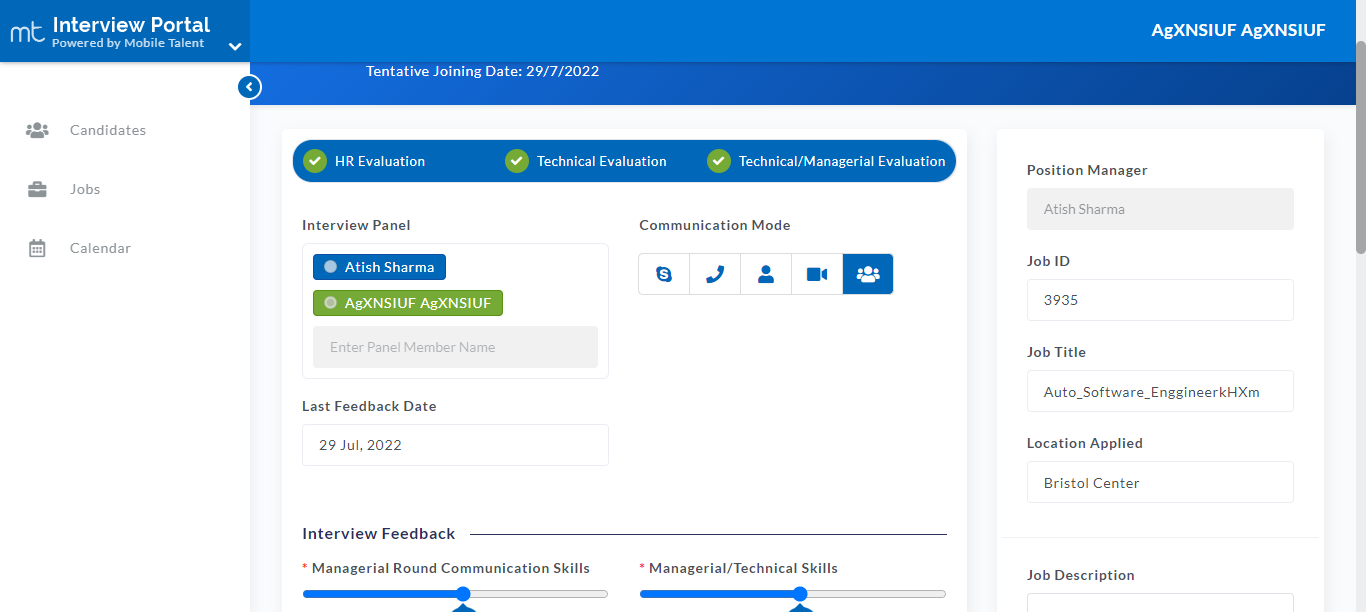 mt Interview Portal
Powered by Mobile Talent
AgXNSIUF AgXNSIUF
Tentative Joining Date: 29/7/2022
Candidates
Jobs
Calendar
HR Evaluation
Technical Evaluation
Technical/Managerial Evaluation
Interview Panel
Atish Sharma
AgXNSIUF AgXNSIUF
Enter Panel Member Name
Communication Mode
Last Feedback Date
29 Jul, 2022
Interview Feedback
* Managerial Round Communication Skills
* Managerial/Technical Skills
Position Manager
Atish Sharma
Job ID
3935
Job Title
Auto_Software_EnggineerkHXm
Location Applied
Bristol Center
Job Description